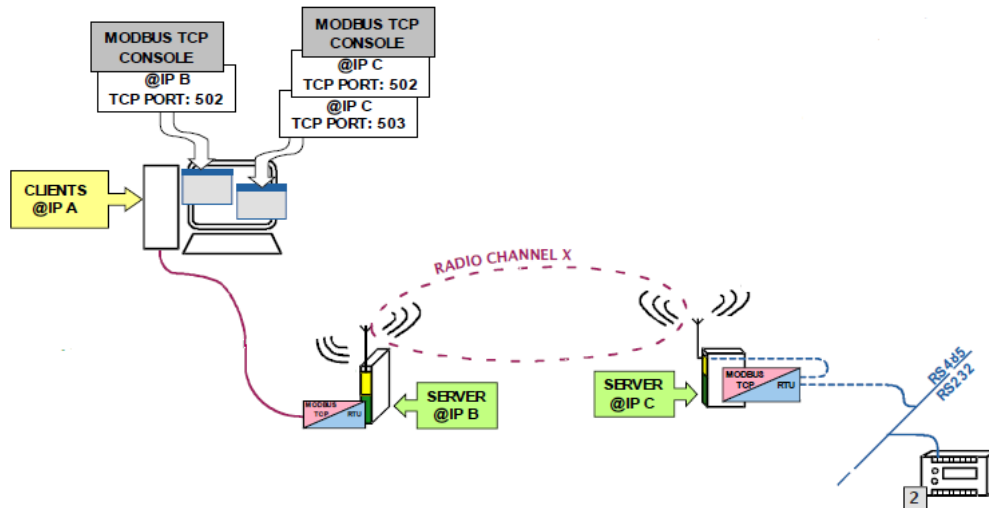 MODBUS TCP
CONSOLE
@IP B
TCP PORT: 502
MODBUS TCP
CONSOLE
@IP C
TCP PORT: 502
@IP C
TCP PORT: 503
CLIENTS
@IP A
RADIO CHANNEL X
MODBUS
TCP
RTU
SERVER
@IP B
SERVER
@IP C
MODBUS
TCP
RTU
RS485
RS232
2